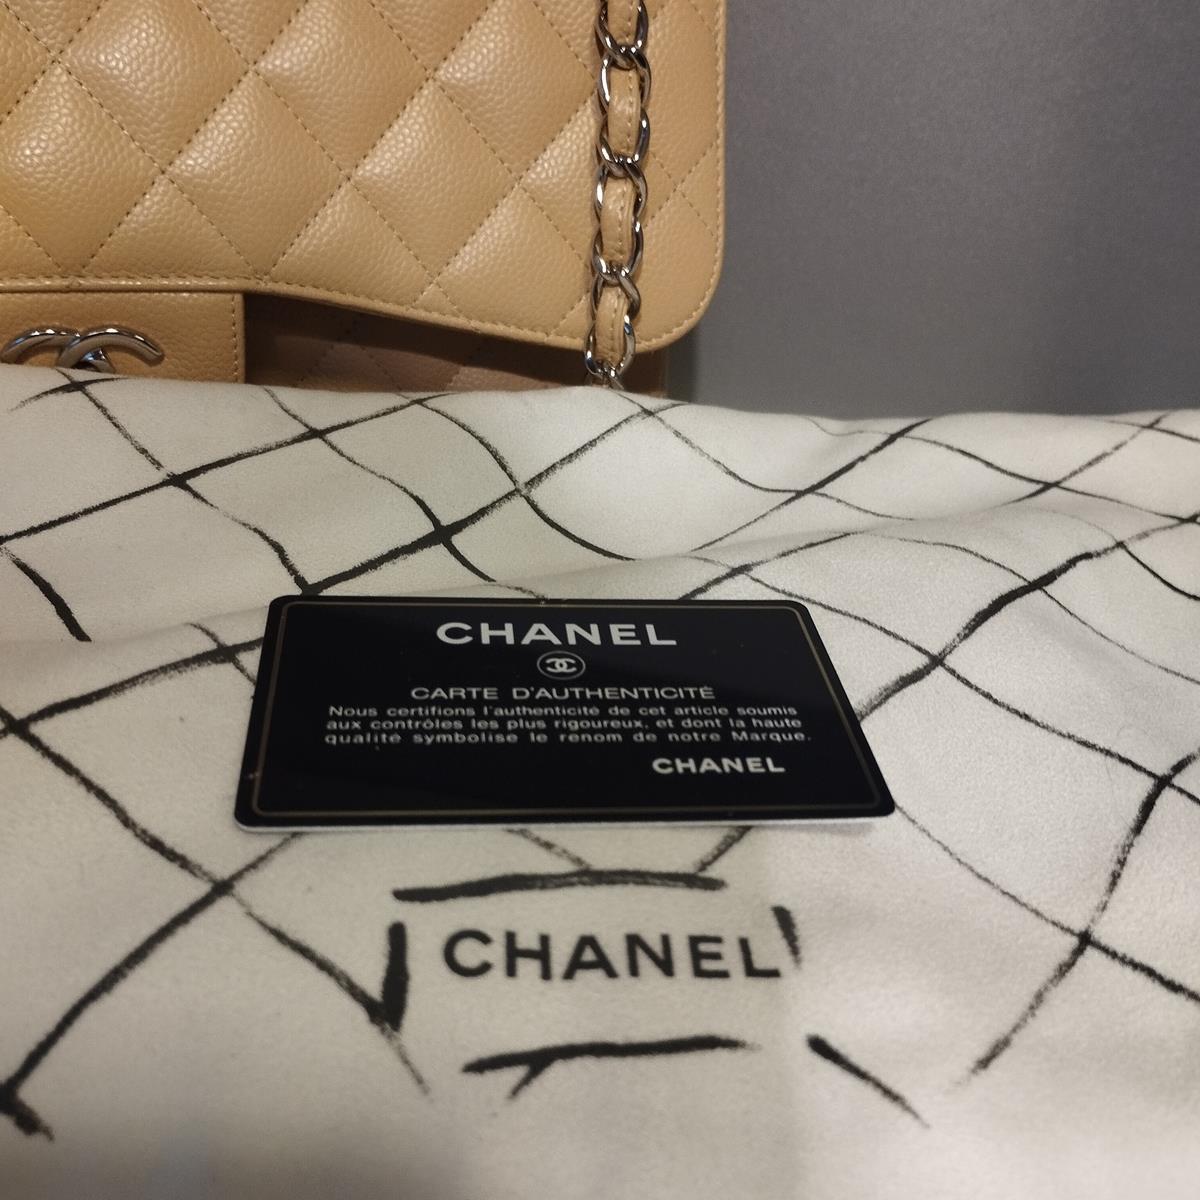 CHANEL
CARTE D'AUTHENTICITÉ
Nous certifions l'authenticité de cet article soumis
aux contrôles les plus rigoureux, et dont la haute
qualité symbolise le renom de notre Marque.
CHANEL
CHANEL